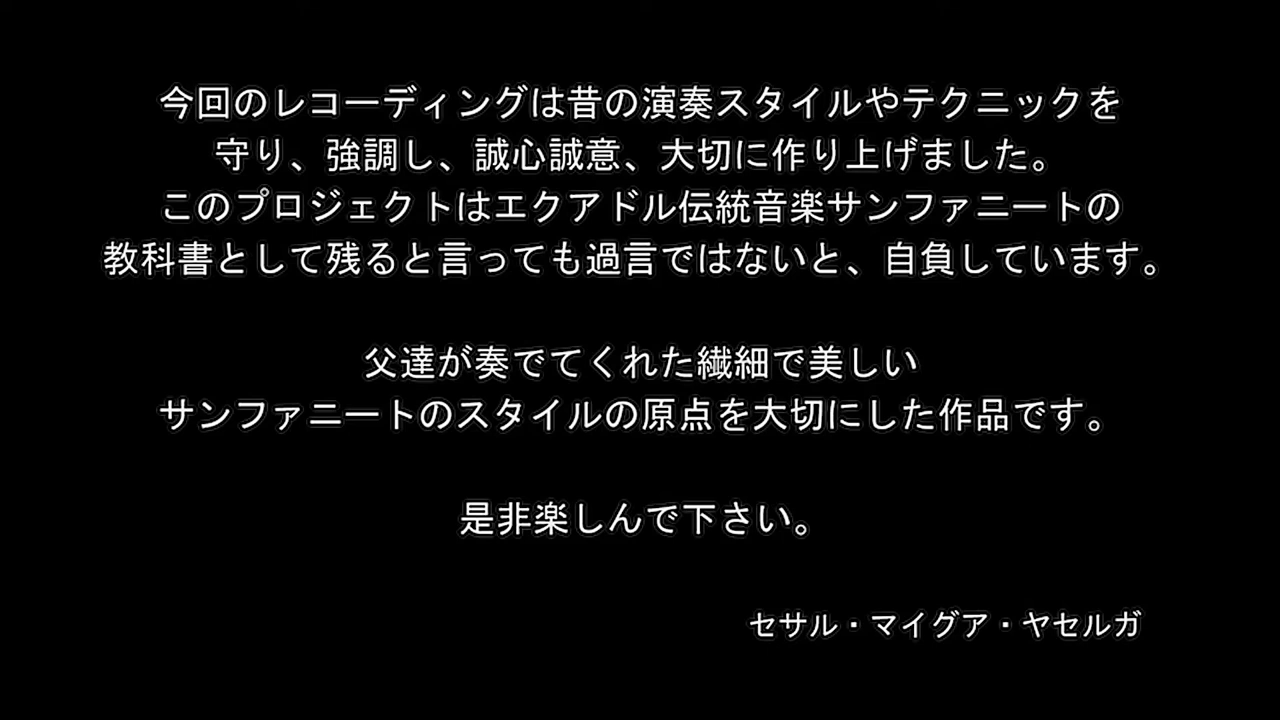 今回のレコーディングは昔の演奏スタイルやテクニックを
守り、強調し、誠心誠意、大切に作り上げました。
このプロジェクトはエクアドル伝統音楽サンファニートの
教科書として残ると言っても過言ではないと、自負しています。
父達が奏でてくれた繊細で美しい
サンファニートのスタイルの原点を大切にした作品です。
是非楽しんで下さい。
セサル・マイグア・ヤセルガ